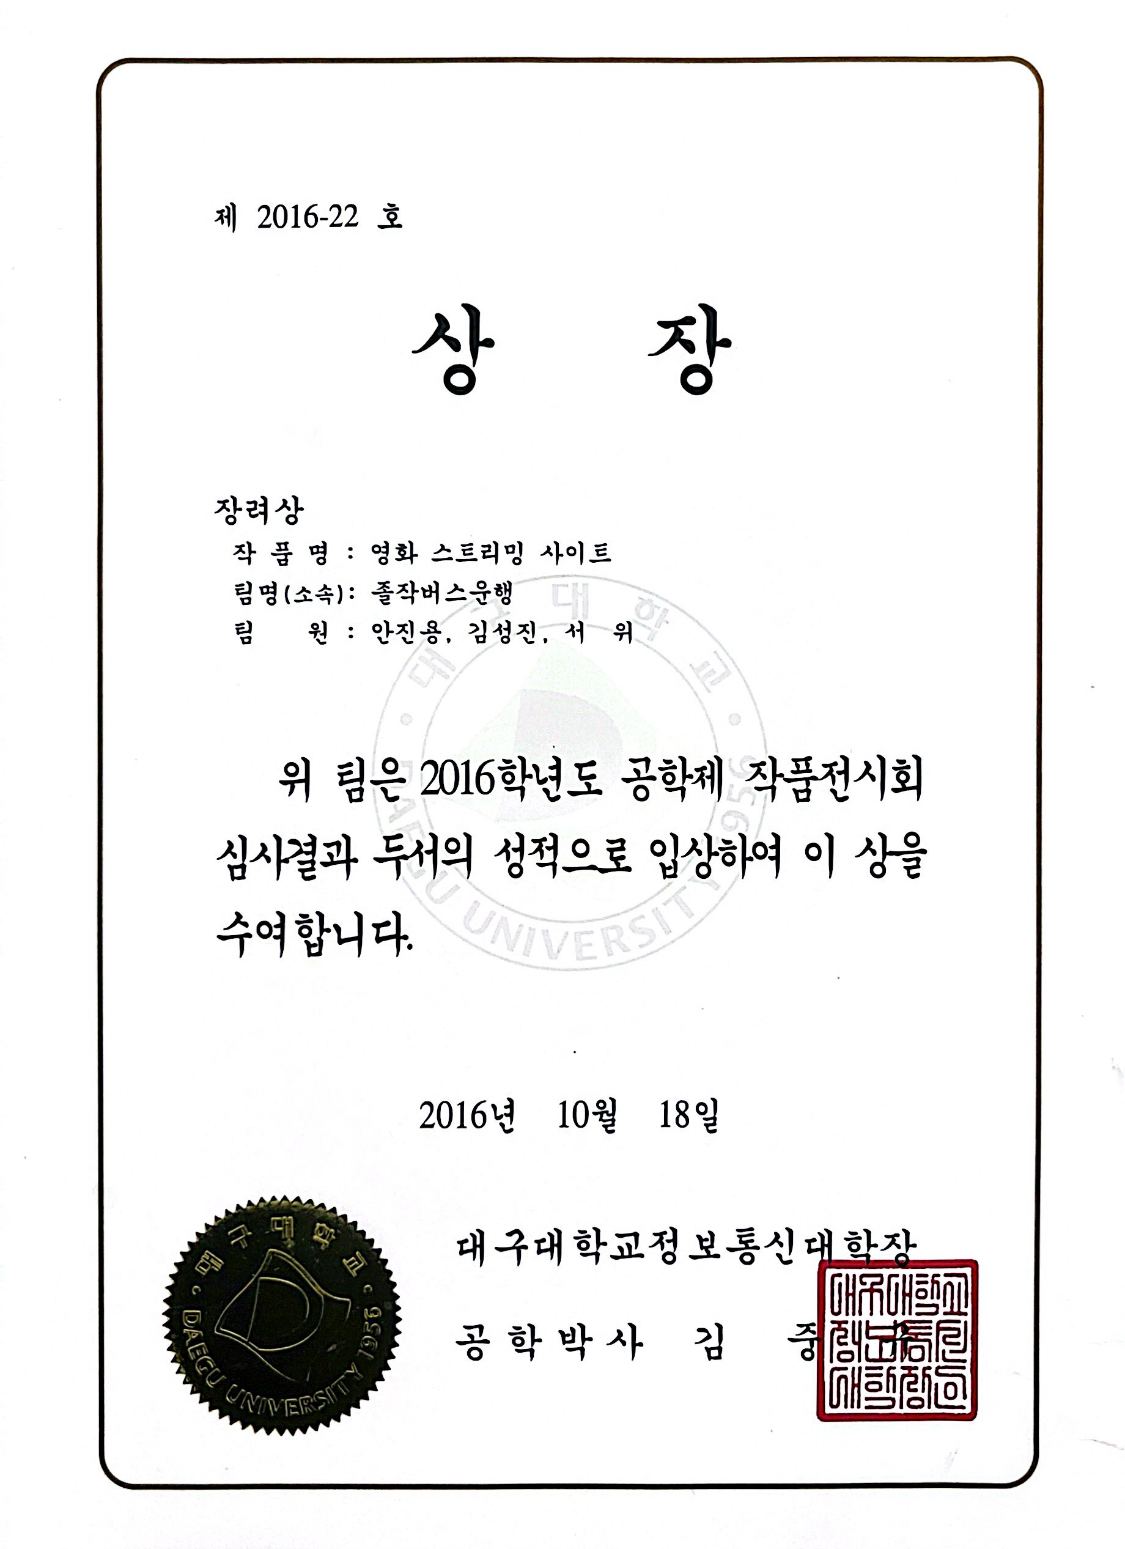 제 2016-22 호
상 장
장려상
작 품 명 : 영화 스트리밍 사이트
팀명(소속): 졸작버스운행
팀 원 : 안진용, 김성진, 서 위
위 팀은 2016학년도 공학제 작품전시회
심사결과 두서의 성적으로 입상하여 이 상을
수여합니다.
대구대학교
DAEGU UNIVERSITY 1956
2016년 10월 18일
대구대학교정보통신대학장
공학박사 김 중 규
대구대학교
DAEGU UNIVERSITY 1956
대구대학교
정보통신
대학장인